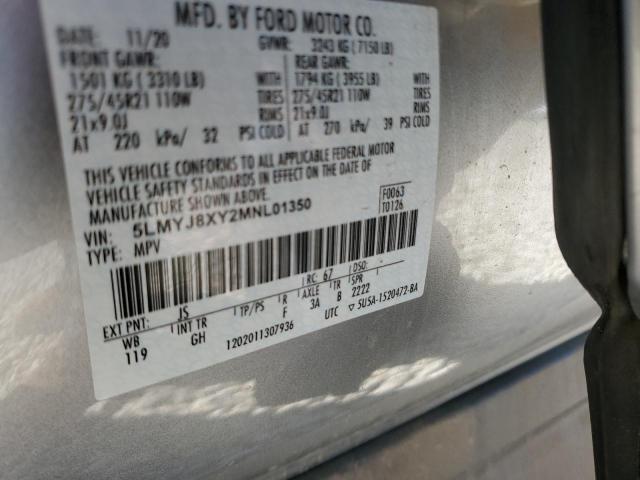 MFD. BY FORD MOTOR CO.
DATE: 11/20 GVWR: 3243 KG ( 7150 LB)
FRONT GAWR: REAR GAWR:
1501 KG ( 3310 LB) WITH 1794 KG ( 3955 LB) WITH
275/45R21 110W TIRES 275/45R21 110W TIRES
21x9.0J RIMS 21x9.0J RIMS
AT 220 kPa/ 32 PSI COLD AT 270 kPa/ 39 PSI COLD
THIS VEHICLE CONFORMS TO ALL APPLICABLE FEDERAL MOTOR
VEHICLE SAFETY STANDARDS IN EFFECT ON THE DATE OF
MANUFACTURE SHOWN ABOVE.
VIN: 5LMYJ8XY2MNL01350 F0063
TYPE: MPV T0126
EXT PNT: JS RC: 67
WB INT TR TP/PS R AXLE TR SPR
119 GH F 3A B 2222
1202011307936 UTC ▽ 5U5A-1520472-BA